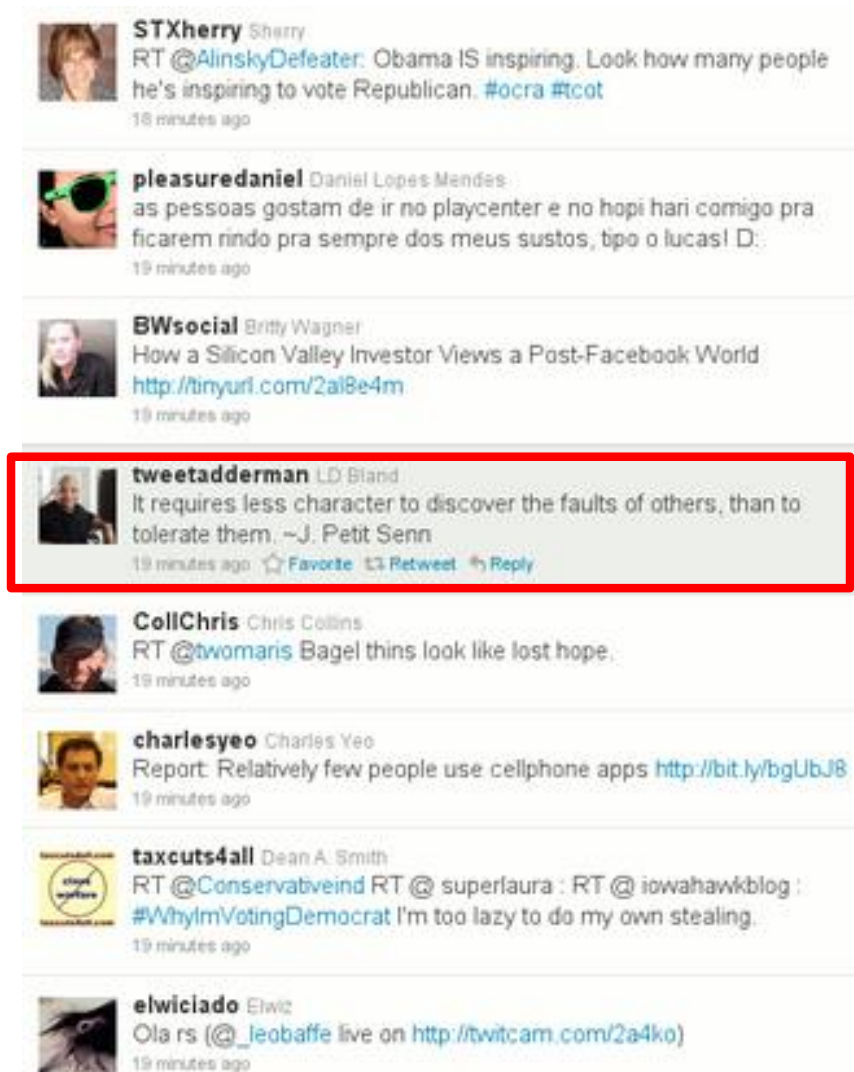 STXherry Sherry
RT @AlinskyDefeater: Obama IS inspiring. Look how many people
he's inspiring to vote Republican. #ocra #tcot
18 minutes ago
pleasuredaniel Daniel Lopes Mendes
as pessoas gostam de ir no playcenter e no hopi hari comigo pra
ficarem rindo pra sempre dos meus sustos, tipo o lucas! D:
19 minutes ago
BWsocial Britty Wagner
How a Silicon Valley Investor Views a Post-Facebook World
http://tinyurl.com/2al8e4m
19 minutes ago
tweetadderman LD Bland
It requires less character to discover the faults of others, than to
tolerate them. ~J. Petit Senn
19 minutes ago Favorite Retweet Reply
CollChris Chris Collins
RT @twomaris Bagel thins look like lost hope.
19 minutes ago
charlesyeo Charles Yeo
Report: Relatively few people use cellphone apps http://bit.ly/bgUbJ8
19 minutes ago
taxcuts4all Dean A. Smith
RT @Conservativeind RT @ superlaura : RT @ iowahawkblog :
#WhyImVotingDemocrat I'm too lazy to do my own stealing.
19 minutes ago
class
warfare
taxcuts4all.com
elwiciado Elwiz
Ola rs (@_leobaffe live on http://twitcam.com/2a4ko)
19 minutes ago